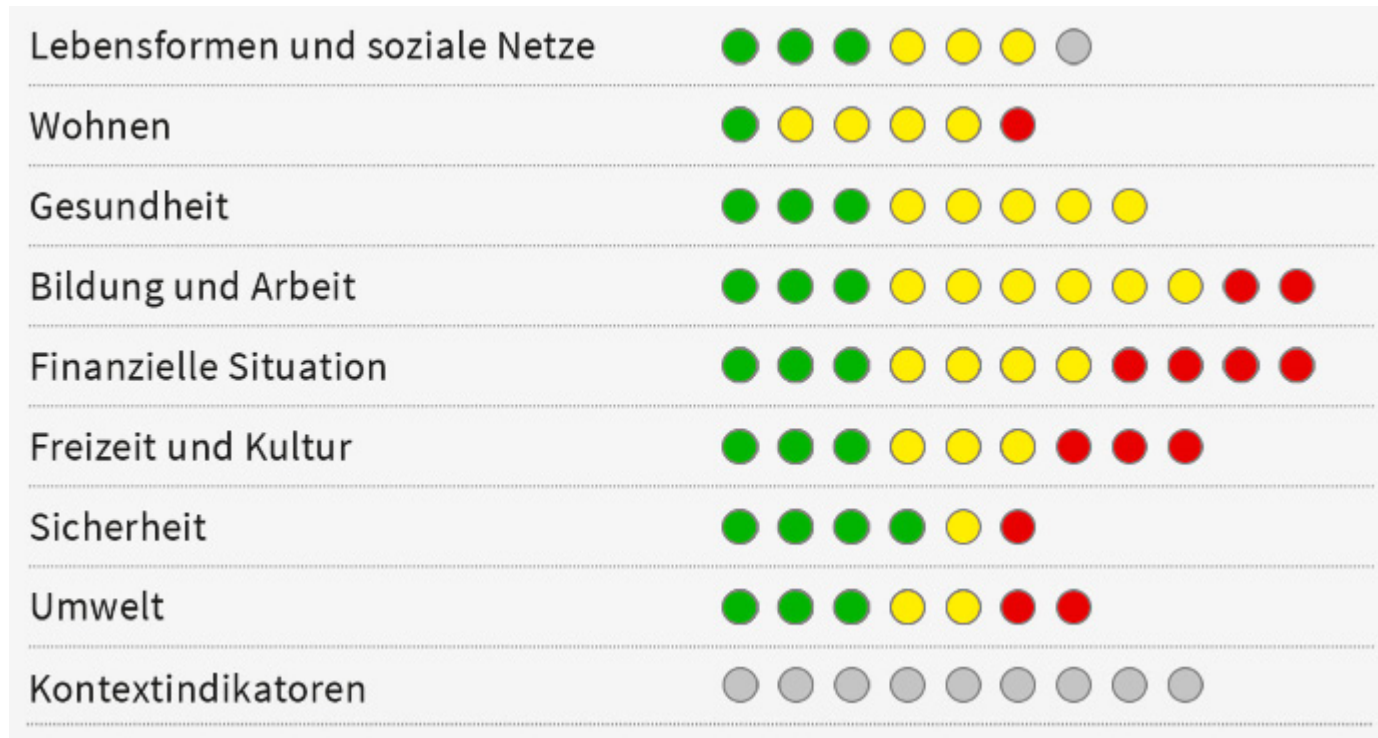 Lebensformen und soziale Netze
Wohnen
Gesundheit
Bildung und Arbeit
Finanzielle Situation
Freizeit und Kultur
Sicherheit
Umwelt
Kontextindikatoren